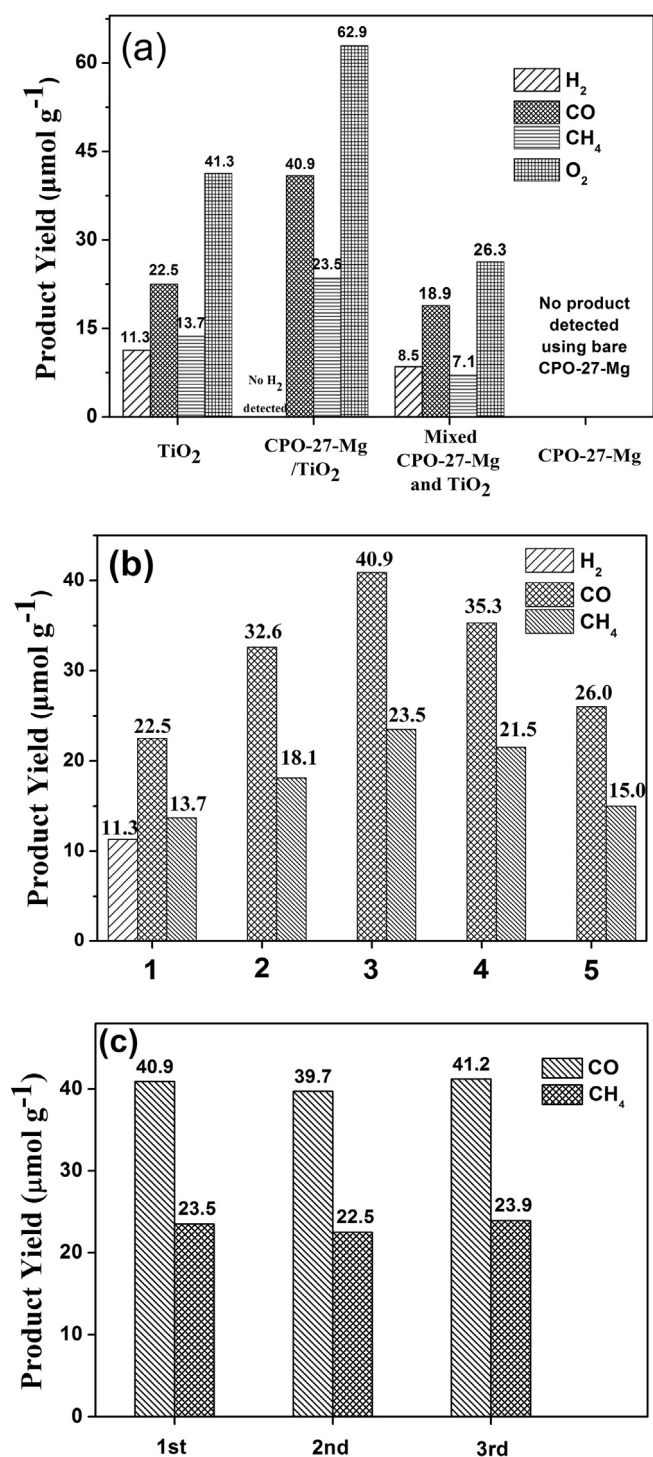 (a)
Product Yield (μmol g⁻¹)
60
45
30
15
0
H₂
CO
CH₄
O₂
11.3
22.5
13.7
41.3
No H₂
detected
40.9
23.5
62.9
8.5
18.9
7.1
26.3
No product
detected
using bare
CPO-27-Mg
TiO₂
CPO-27-Mg
/TiO₂
Mixed
CPO-27-Mg
and TiO₂
CPO-27-Mg
(b)
Product Yield (μmol g⁻¹)
40
30
20
10
0
H₂
CO
CH₄
11.3
22.5
13.7
32.6
18.1
40.9
23.5
35.3
21.5
26.0
15.0
1
2
3
4
5
(c)
Product Yield (μmol g⁻¹)
40
30
20
10
0
CO
CH₄
40.9
23.5
39.7
22.5
41.2
23.9
1st
2nd
3rd